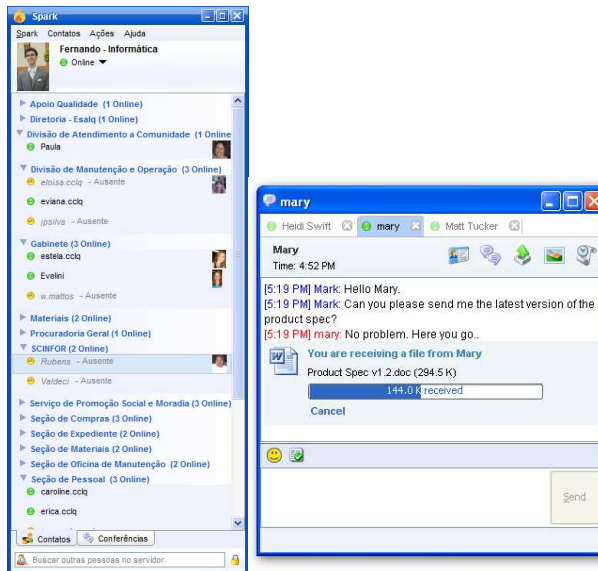 Spark
Spark Contatos Ações Ajuda
Fernando - Informática
Online
Apoio Qualidade (1 Online)
Diretoria - Esalq (1 Online)
Divisão de Atendimento a Comunidade (1 Online
Paula
Divisão de Manutenção e Operação (3 Online)
eloisa.cclq - Ausente
eviana.cclq
jpsilva - Ausente
Gabinete (3 Online)
estela.cclq
Evelini
w.mattos - Ausente
Materiais (2 Online)
Procuradoria Geral (1 Online)
SCINFOR (2 Online)
Rubens - Ausente
Valdeci - Ausente
Serviço de Promoção Social e Moradia (3 Online)
Seção de Compras (3 Online)
Seção de Expediente (2 Online)
Seção de Materiais (2 Online)
Seção de Oficina de Manutenção (2 Online)
Seção de Pessoal (3 Online)
caroline.cclq
erica.cclq
Contatos Conferências
Buscar outras pessoas no servidor.
mary
Heidi Swift mary Matt Tucker
Mary
Time: 4:52 PM
[5:19 PM] Mark: Hello Mary.
[5:19 PM] Mark: Can you please send me the latest version of the
product spec?
[5:19 PM] mary: No problem. Here you go..
You are receiving a file from Mary
Product Spec v1.2.doc (294.5 K)
144.0 K received
Cancel
Send